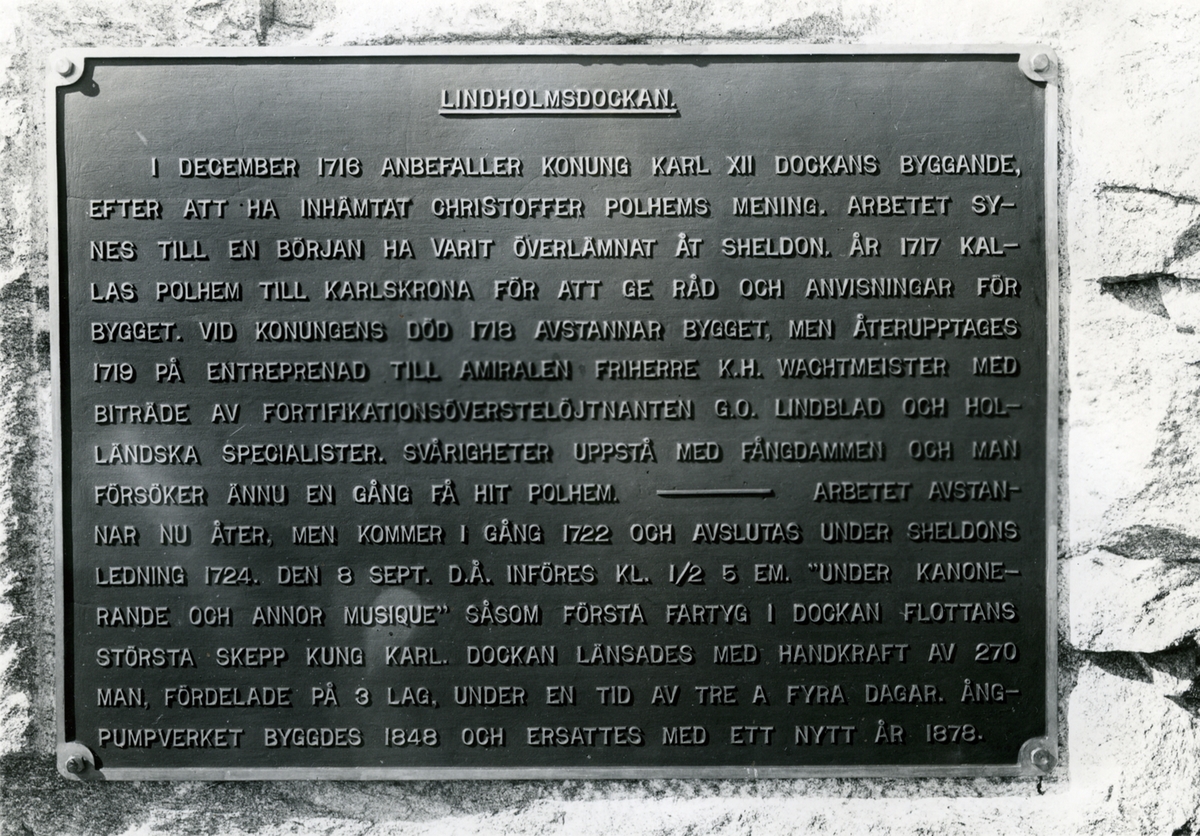 LINDHOLMSDOCKAN.
I DECEMBER 1716 ANBEFALLER KONUNG KARL XII DOCKANS BYGGANDE,
EFTER ATT HA INHÄMTAT CHRISTOFFER POLHEMS MENING. ARBETET SY–
NES TILL EN BÖRJAN HA VARIT ÖVERLÄMNAT ÅT SHELDON. ÅR 1717 KAL–
LAS POLHEM TILL KARLSKRONA FÖR ATT GE RÅD OCH ANVISNINGAR FÖR
BYGGET. VID KONUNGENS DÖD 1718 AVSTANNAR BYGGET, MEN ÅTERUPPTAGES
1719 PÅ ENTREPRENAD TILL AMIRALEN FRIHERRE K.H. WACHTMEISTER MED
BITRÄDE AV FORTIFIKATIONSÖVERSTELÖJTNANTEN G.O. LINDBLAD OCH HOL–
LÄNDSKA SPECIALISTER. SVÅRIGHETER UPPSTÅ MED FÅNGDAMMEN OCH MAN
FÖRSÖKER ÄNNU EN GÅNG FÅ HIT POLHEM. ——— ARBETET AVSTAN–
NAR NU ÅTER, MEN KOMMER I GÅNG 1722 OCH AVSLUTAS UNDER SHELDONS
LEDNING 1724. DEN 8 SEPT. D.Å. INFÖRES KL. 1/2 5 EM. "UNDER KANONE–
RANDE OCH ANNOR MUSIQUE" SÅSOM FÖRSTA FARTYG I DOCKAN FLOTTANS
STÖRSTA SKEPP KUNG KARL. DOCKAN LÄNSADES MED HANDKRAFT AV 270
MAN, FÖRDELADE PÅ 3 LAG, UNDER EN TID AV TRE A FYRA DAGAR. ÅNG–
PUMPVERKET BYGGDES 1848 OCH ERSATTES MED ETT NYTT ÅR 1878.